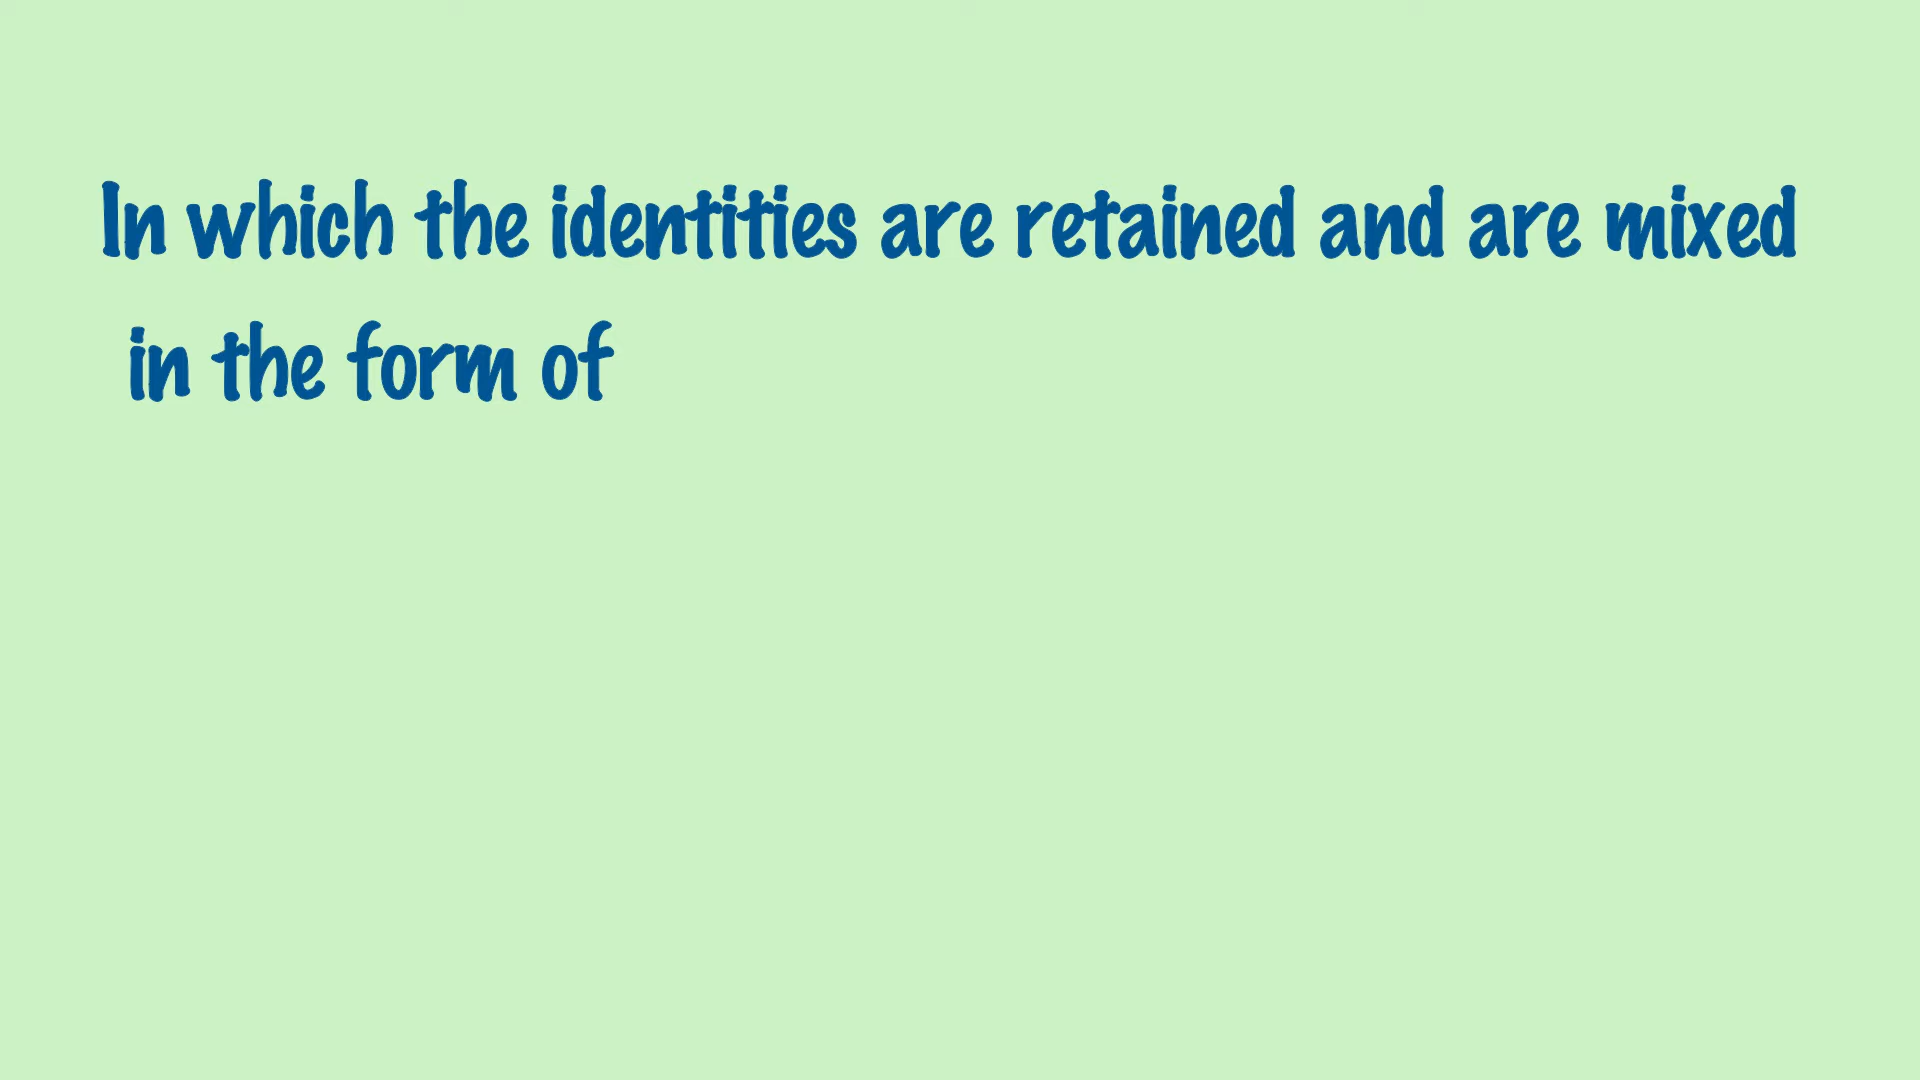 In which the identities are retained and are mixed
in the form of